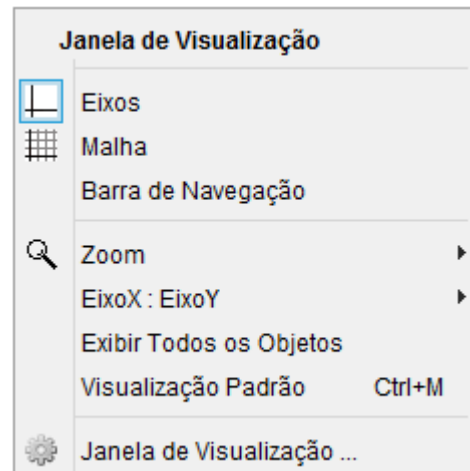 Janela de Visualização
Eixos
Malha
Barra de Navegação
Zoom
EixoX : EixoY
Exibir Todos os Objetos
Visualização Padrão Ctrl+M
Janela de Visualização ...